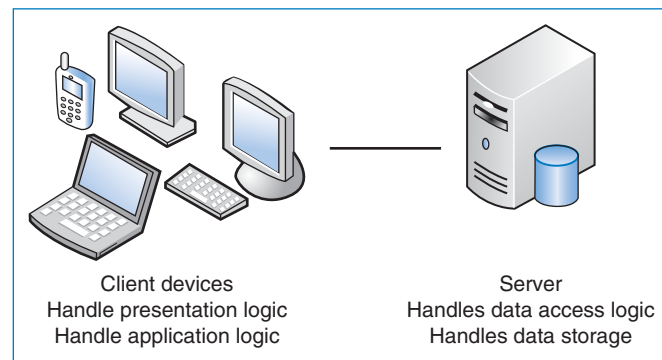 Client devices
Handle presentation logic
Handle application logic
Server
Handles data access logic
Handles data storage